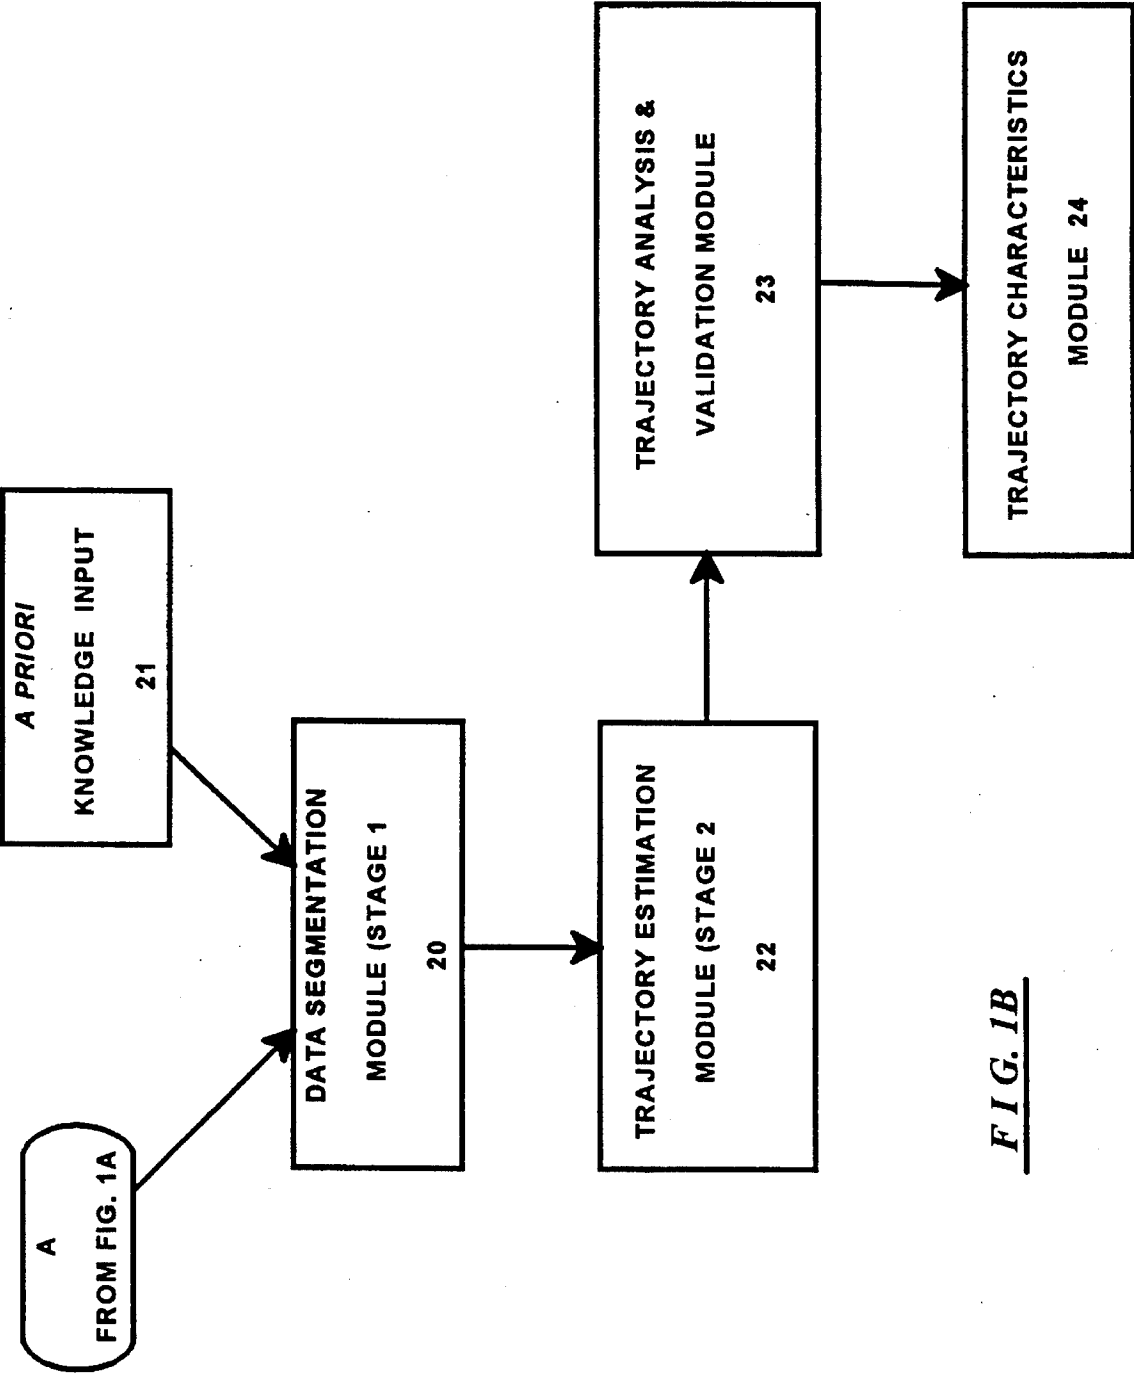 A
FROM FIG. 1A
A PRIORI
KNOWLEDGE INPUT
21
DATA SEGMENTATION
MODULE (STAGE 1
20
TRAJECTORY ESTIMATION
MODULE (STAGE 2
22
TRAJECTORY ANALYSIS &
VALIDATION MODULE
23
TRAJECTORY CHARACTERISTICS
MODULE 24
FIG. 1B